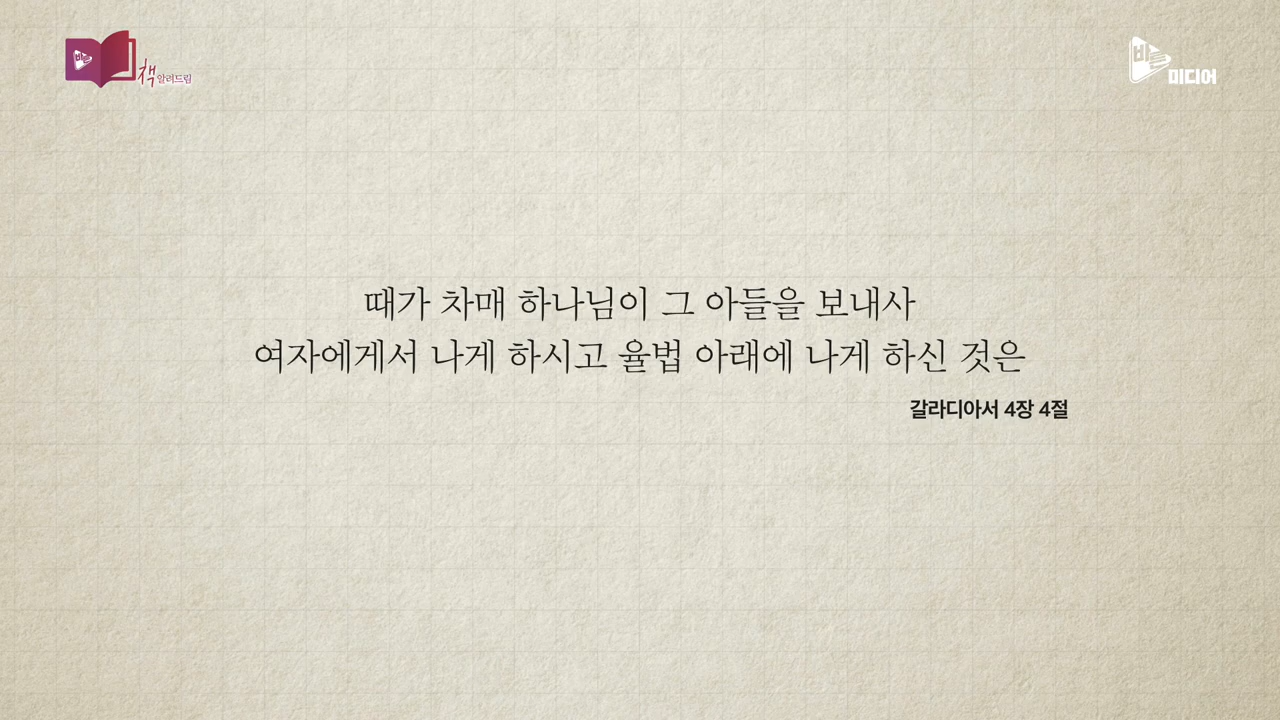 책 알려드림
바른
미디어
때가 차매 하나님이 그 아들을 보내사
여자에게서 나게 하시고 율법 아래에 나게 하신 것은
갈라디아서 4장 4절